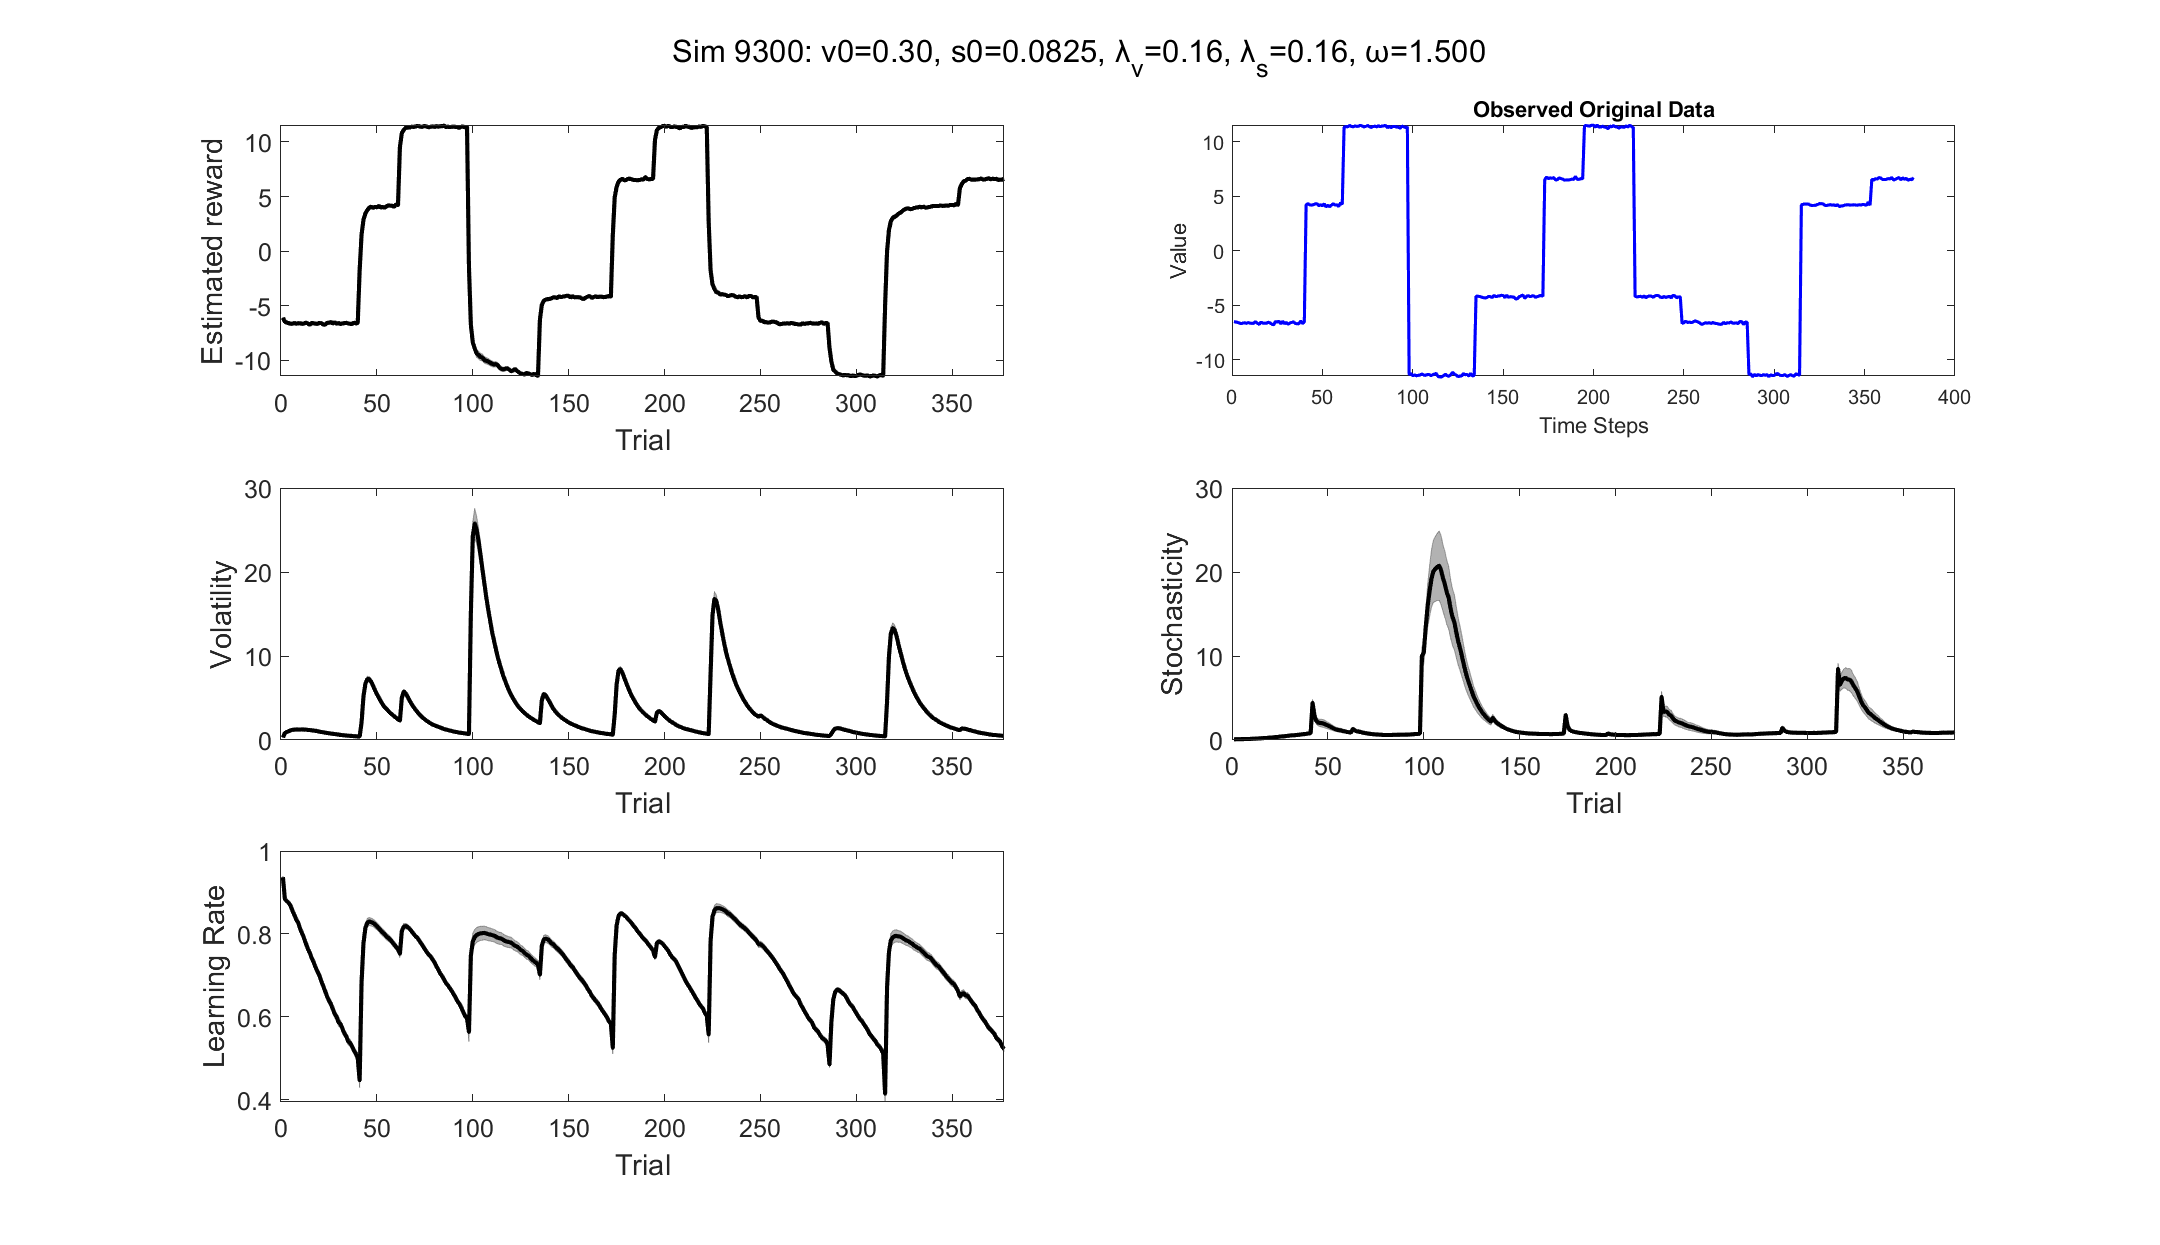 Sim 9300: v0=0.30, s0=0.0825, λ_v=0.16, λ_s=0.16, ω=1.500
Estimated reward
10
5
0
-5
-10
0 50 100 150 200 250 300 350
Trial
Observed Original Data
Value
10
5
0
-5
-10
0 50 100 150 200 250 300 350 400
Time Steps
Volatility
30
20
10
0
0 50 100 150 200 250 300 350
Trial
Stochasticity
30
20
10
0
0 50 100 150 200 250 300 350
Trial
Learning Rate
1
0.8
0.6
0.4
0 50 100 150 200 250 300 350
Trial